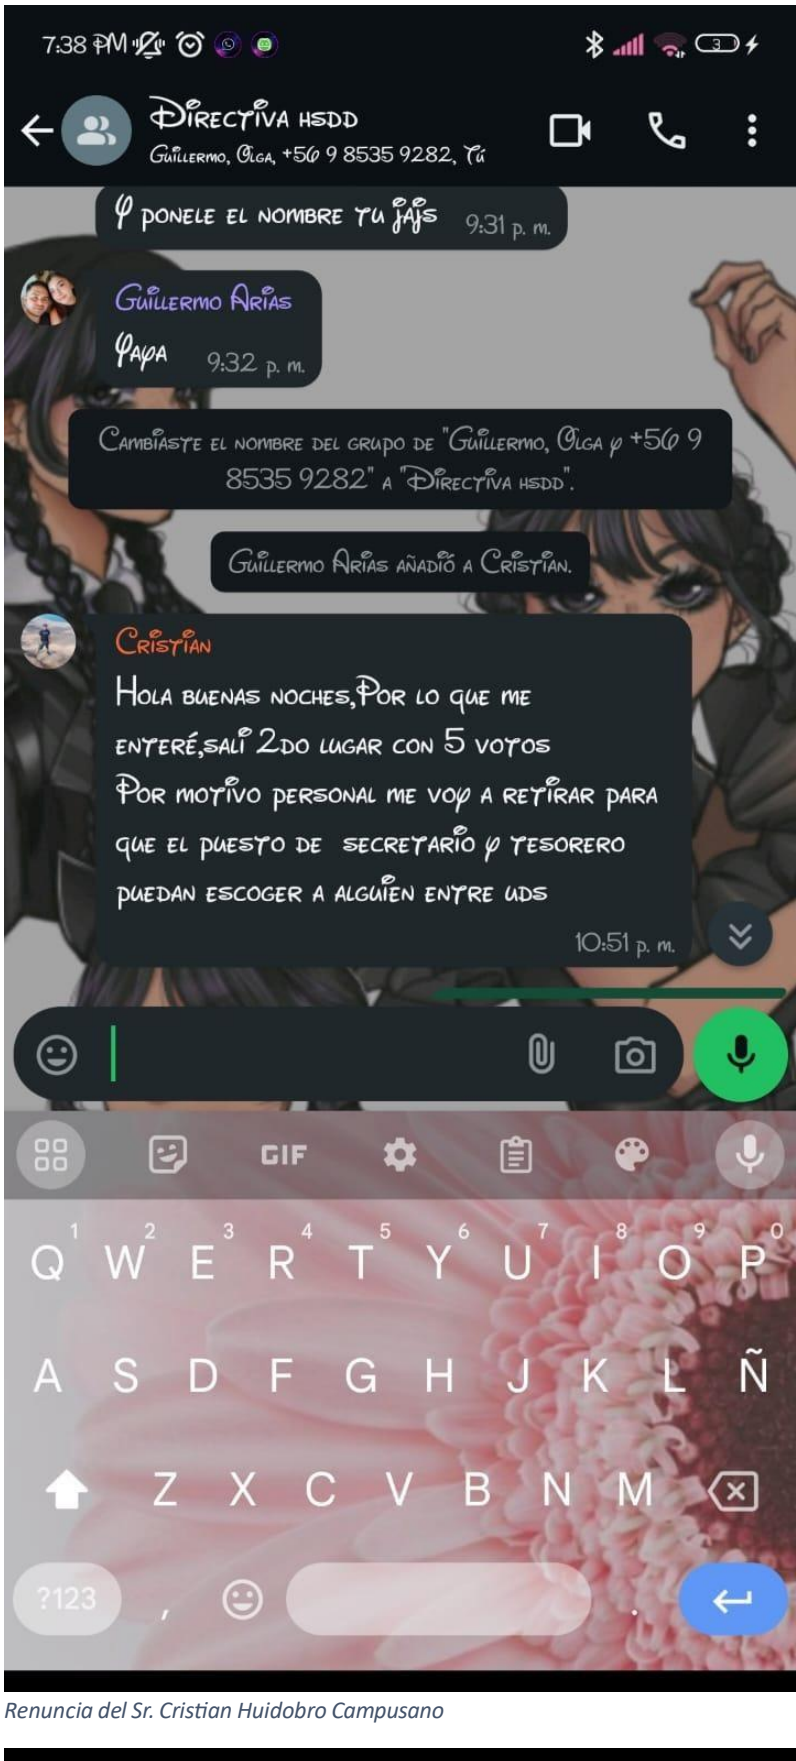 7:38 PM
3
Directiva hsdd
Guillermo, Olga, +56 9 8535 9282, Tú
Y ponele el nombre tu jajs 9:31 p. m.
Guillermo Arias
Yapa 9:32 p. m.
Cambiaste el nombre del grupo de "Guillermo, Olga y +56 9
8535 9282" a "Directiva hsdd".
Guillermo Arias añadió a Cristian.
Cristian
Hola buenas noches,Por lo que me
enteré,salí 2do lugar con 5 votos
Por motivo personal me voy a retirar para
que el puesto de secretario y tesorero
puedan escoger a alguien entre uds
10:51 p. m.
GIF
1 2 3 4 5 6 7 8 9 0
Q W E R T Y U I O P
A S D F G H J K L Ñ
Z X C V B N M
?123 , .
Renuncia del Sr. Cristian Huidobro Campusano